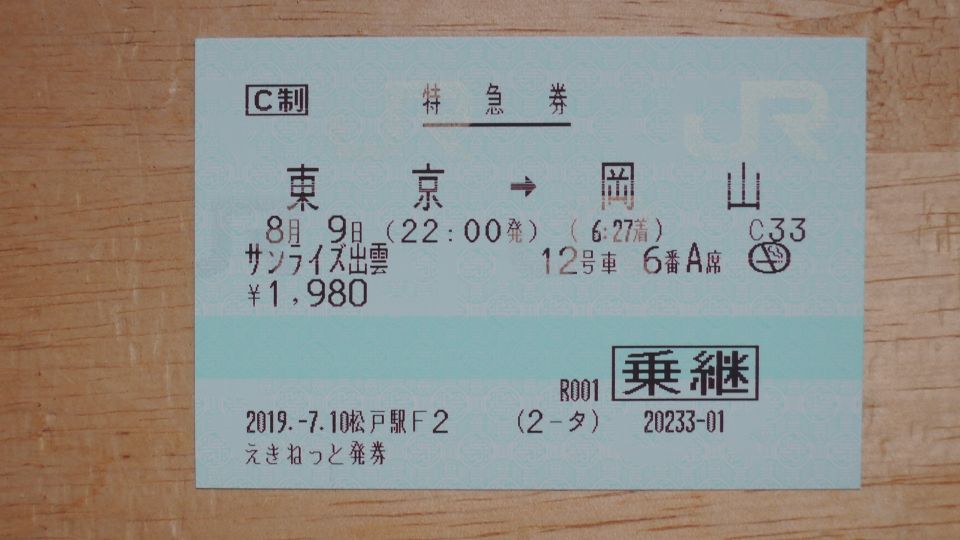 C制
特急券
JR
東京 ➡ 岡山
8月 9日 (22:00発) ( 6:27着) C33
サンライズ出雲 12号車 6番A席
¥1,980
R001 乗継
2019.-7.10松戸駅F2 (2-タ) 20233-01
えきねっと発券